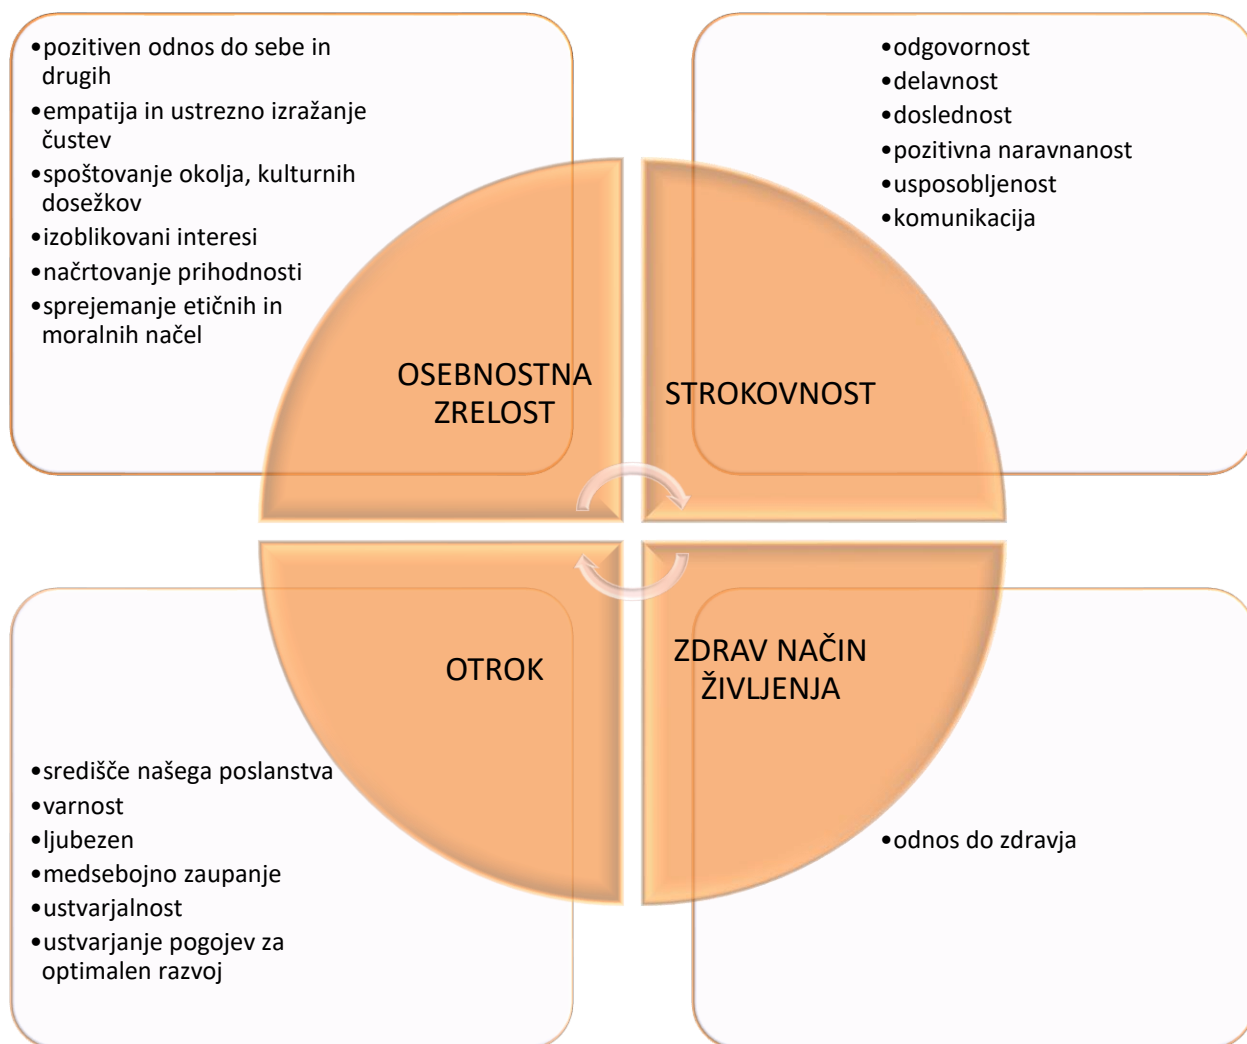 •pozitiven odnos do sebe in
drugih
•empatija in ustrezno izražanje
čustev
•spoštovanje okolja, kulturnih
dosežkov
•izoblikovani interesi
•načrtovanje prihodnosti
•sprejemanje etičnih in
moralnih načel
•odgovornost
•delavnost
•doslednost
•pozitivna naravnanost
•usposobljenost
•komunikacija
OSEBNOSTNA
ZRELOST
STROKOVNOST
OTROK
ZDRAV NAČIN
ŽIVLJENJA
•središče našega poslanstva
•varnost
•ljubezen
•medsebojno zaupanje
•ustvarjalnost
•ustvarjanje pogojev za
optimalen razvoj
•odnos do zdravja